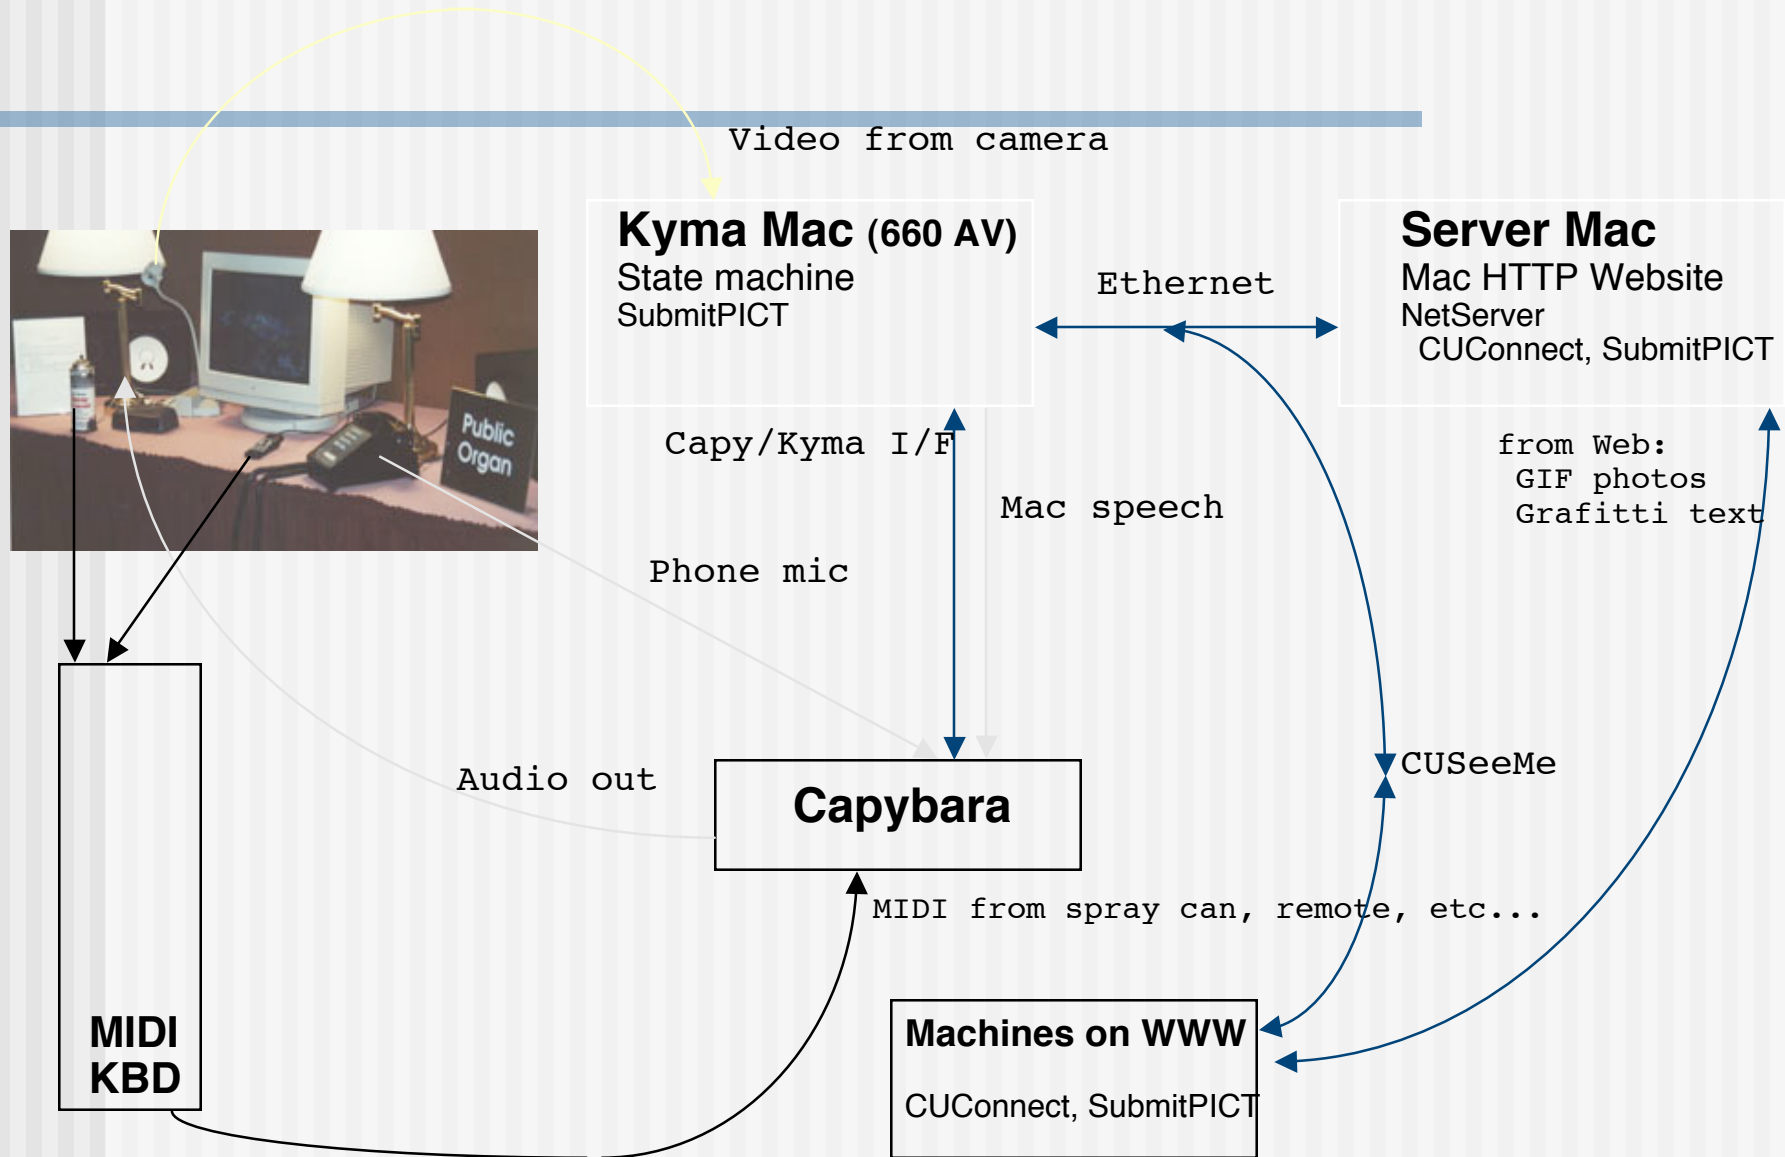 Video from camera
Kyma Mac (660 AV)
State machine
SubmitPICT
Ethernet
Server Mac
Mac HTTP Website
NetServer
CUConnect, SubmitPICT
Public
Organ
Capy/Kyma I/F
Mac speech
from Web:
GIF photos
Grafitti text
Phone mic
Audio out
Capybara
CUSeeMe
MIDI from spray can, remote, etc...
MIDI
KBD
Machines on WWW
CUConnect, SubmitPICT